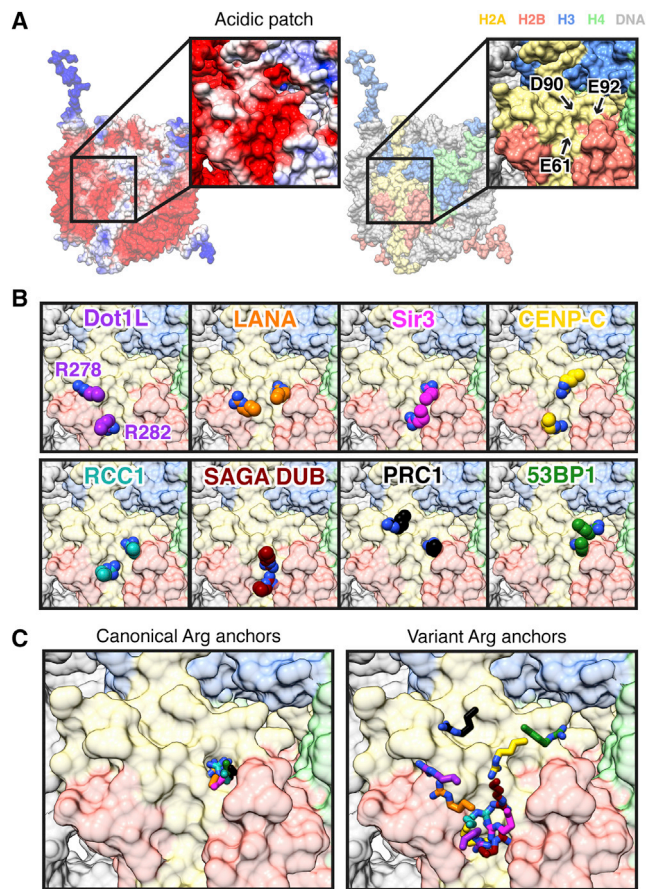 A
Acidic patch
H2A H2B H3 H4 DNA
D90
E92
E61
B
Dot1L
LANA
Sir3
CENP-C
R278
R282
RCC1
SAGA DUB
PRC1
53BP1
C
Canonical Arg anchors
Variant Arg anchors